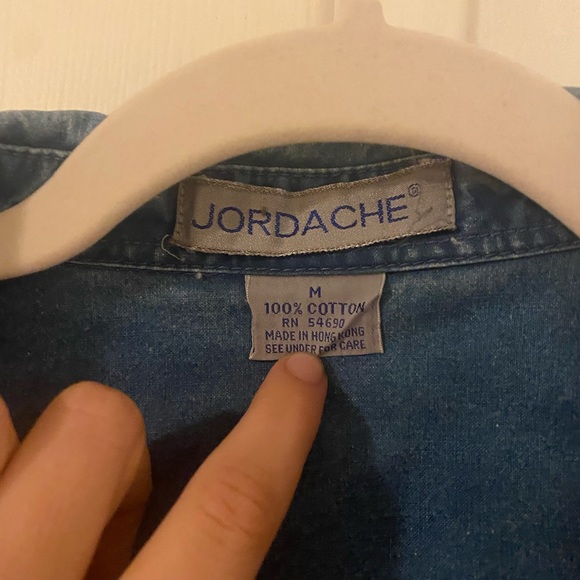 JORDACHE®
M
100% COTTON
RN 54690
MADE IN HONG KONG
SEE UNDER FOR CARE